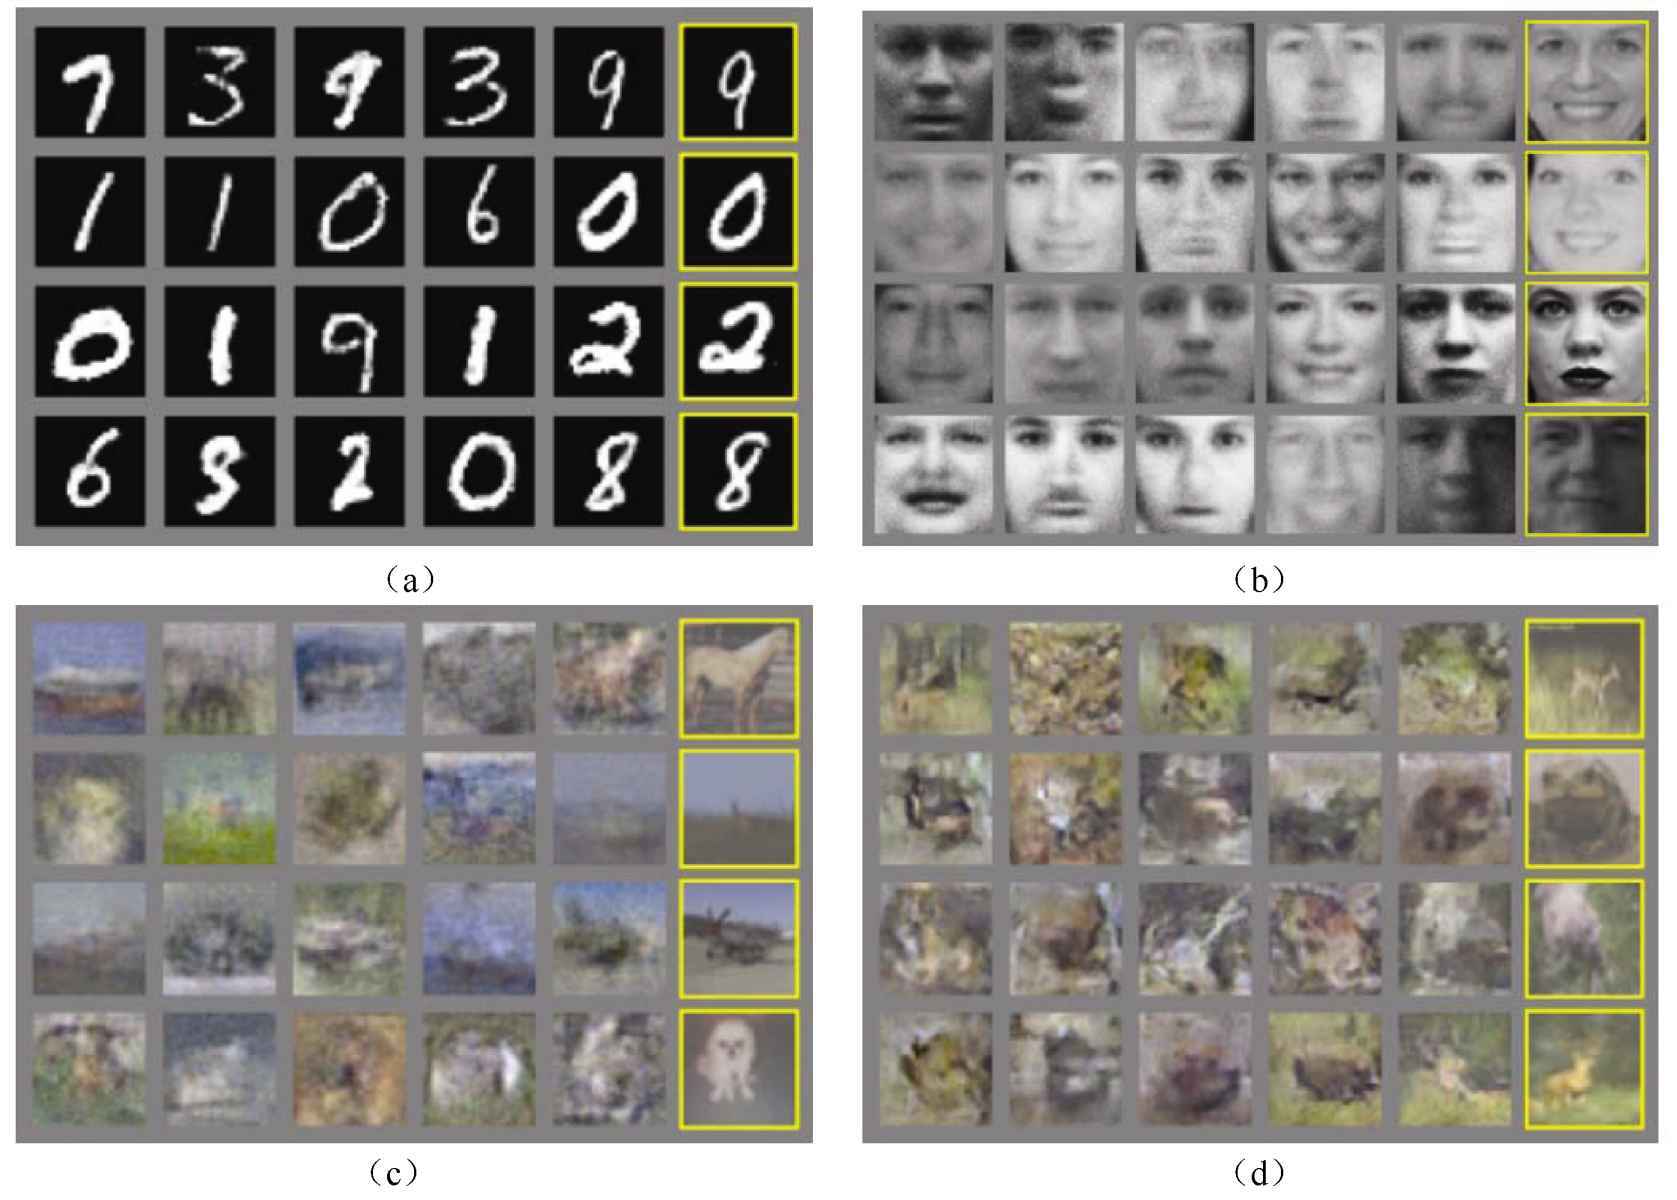 7 3 9 3 9 9
1 1 0 6 0 0
0 1 9 1 2 2
6 3 2 0 8 8
（a）
（b）
（c）
（d）